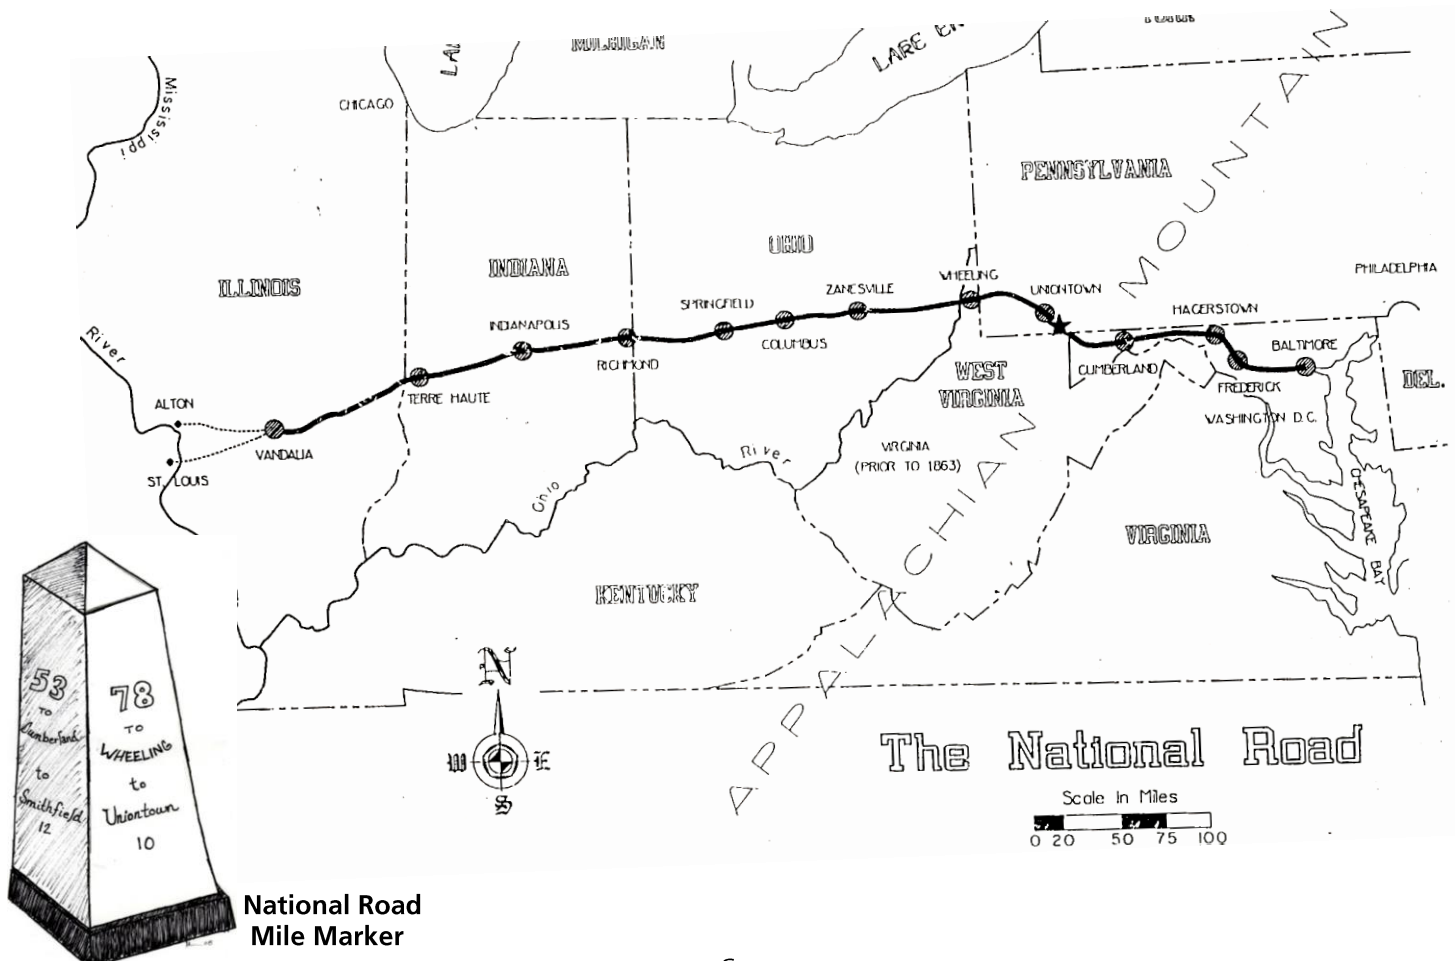 MICHIGAN
LAKE
Mississippi
CHICAGO
PENNSYLVANIA
MOUNTAIN
OHIO
INDIANA
ILLINOIS
WHEELING
UNIONTOWN
PHILADELPHIA
ZANESVILLE
HAGERSTOWN
SPRINGFIELD
INDIANAPOLIS
COLUMBUS
BALTIMORE
River
RICHMOND
CUMBERLAND
WEST
VIRGINIA
FREDERICK
DEL.
TERRE HAUTE
ALTON
WASHINGTON D.C.
VANDALIA
VIRGINIA
(PRIOR TO 1863)
River
ST. LOUIS
Ohio
CHESAPEAKE
BAY
VIRGINIA
APPALACHIAN
KENTUCKY
N
W E
S
The National Road
Scale In Miles
0 20 50 75 100
53
TO
Cumberland
to
Smithfield
12
78
TO
WHEELING
to
Uniontown
10
National Road
Mile Marker